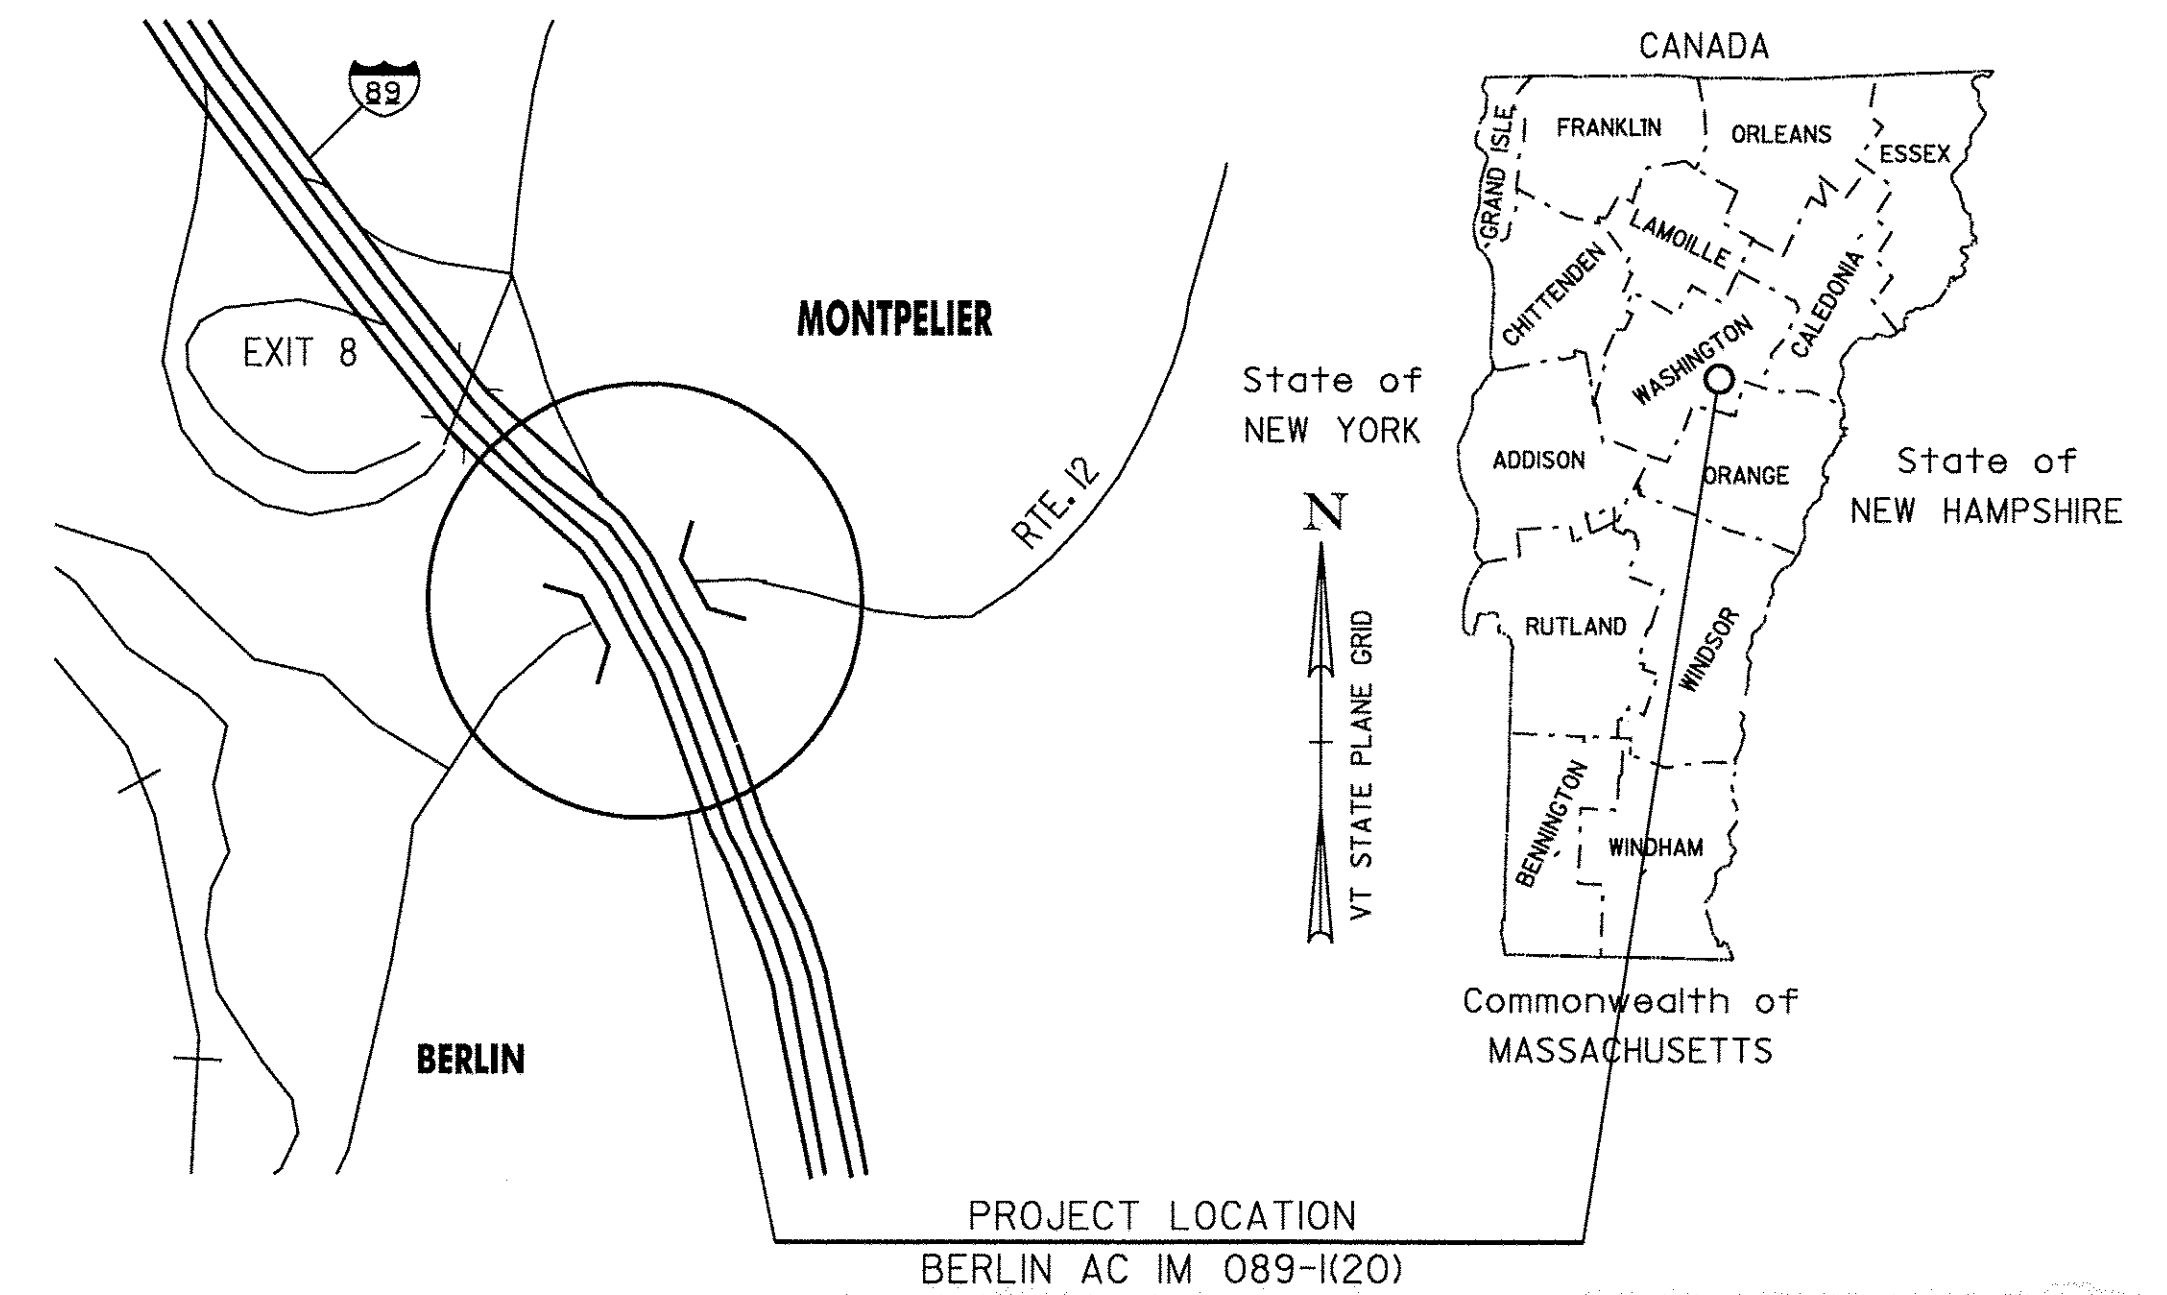 89
EXIT 8
MONTPELIER
RTE. 12
BERLIN
CANADA
GRAND ISLE
FRANKLIN
ORLEANS
ESSEX
LAMOILLE
CHITTENDEN
CALEDONIA
WASHINGTON
State of
NEW YORK
ADDISON
ORANGE
State of
NEW HAMPSHIRE
N
VT STATE PLANE GRID
RUTLAND
WINDSOR
BENNINGTON
WINDHAM
Commonwealth of
MASSACHUSETTS
PROJECT LOCATION
BERLIN AC IM 089-1(20)